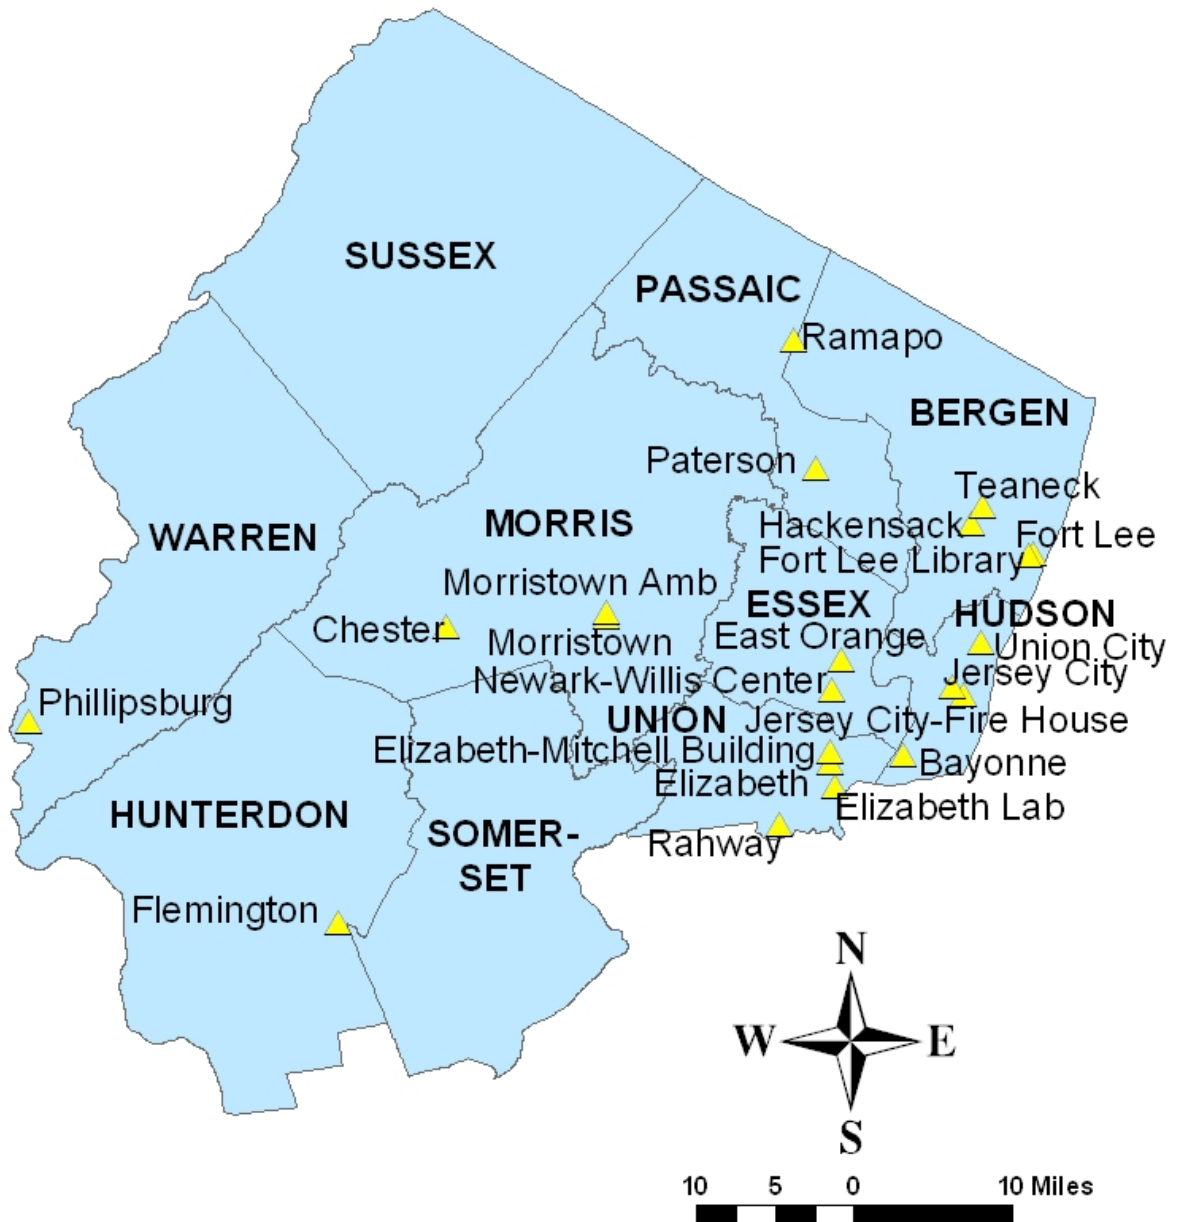 SUSSEX
PASSAIC
Ramapo
BERGEN
Paterson
Teaneck
MORRIS
Hackensack
Fort Lee
WARREN
Fort Lee Library
Morristown Amb
ESSEX
HUDSON
Chester
Morristown
East Orange
Union City
Newark-Willis Center
Jersey City
Phillipsburg
UNION
Jersey City-Fire House
Elizabeth-Mitchell Building
Bayonne
Elizabeth
Elizabeth Lab
HUNTERDON
SOMER-
SET
Rahway
Flemington
N
W
E
S
10 5 0 10 Miles